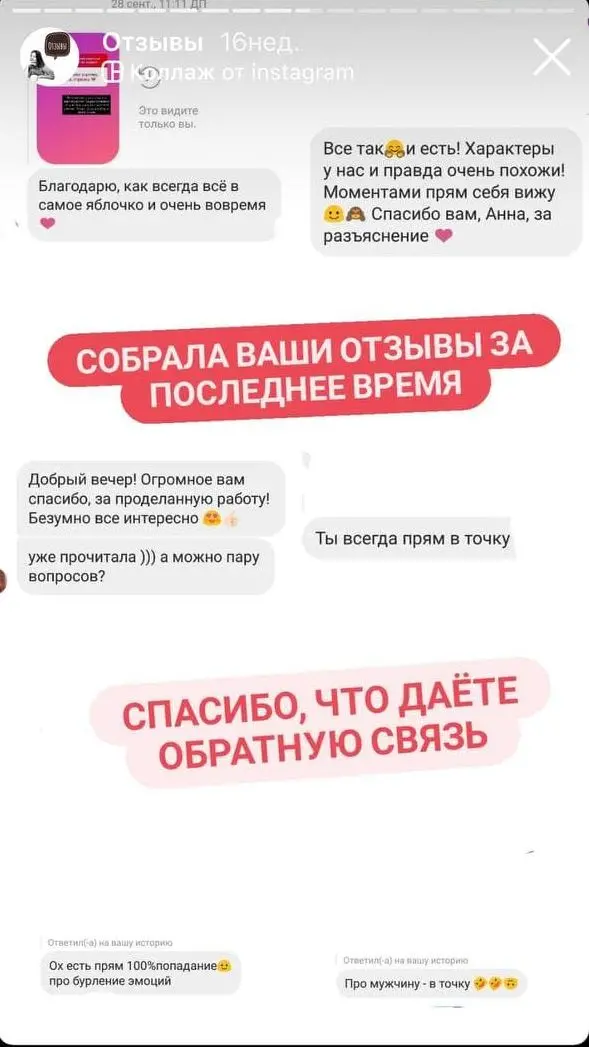 28 сент., 11:11 ДП
Отзывы 16нед.
Коллаж от instagram
отзывы
Это видите
только вы.
Благодарю, как всегда всё в
самое яблочко и очень вовремя
❤
Все так🤗и есть! Характеры
у нас и правда очень похожи!
Моментами прям себя вижу
🙂🙈 Спасибо вам, Анна, за
разъяснение ❤
СОБРАЛА ВАШИ ОТЗЫВЫ ЗА
ПОСЛЕДНЕЕ ВРЕМЯ
Добрый вечер! Огромное вам
спасибо, за проделанную работу!
Безумно все интересно 😍👍🏻
уже прочитала ))) а можно пару
вопросов?
Ты всегда прям в точку
СПАСИБО, ЧТО ДАЁТЕ
ОБРАТНУЮ СВЯЗЬ
Ответил(-а) на вашу историю
Ох есть прям 100%попадание🙂
про бурление эмоций
Ответил(-а) на вашу историю
Про мужчину - в точку 🤣🤣🙃